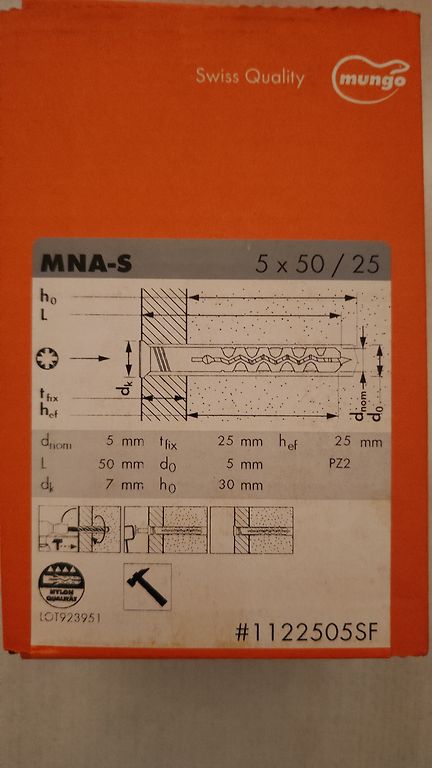 Swiss Quality mungo
MNA-S 5 x 50 / 25
h0
L
dk
tfix
hef
dnom
d0
dnom 5 mm tfix 25 mm hef 25 mm
L 50 mm d0 5 mm PZ2
dk 7 mm h0 30 mm
T
NYLON
QUALITÄT
LOT923951
#1122505SF